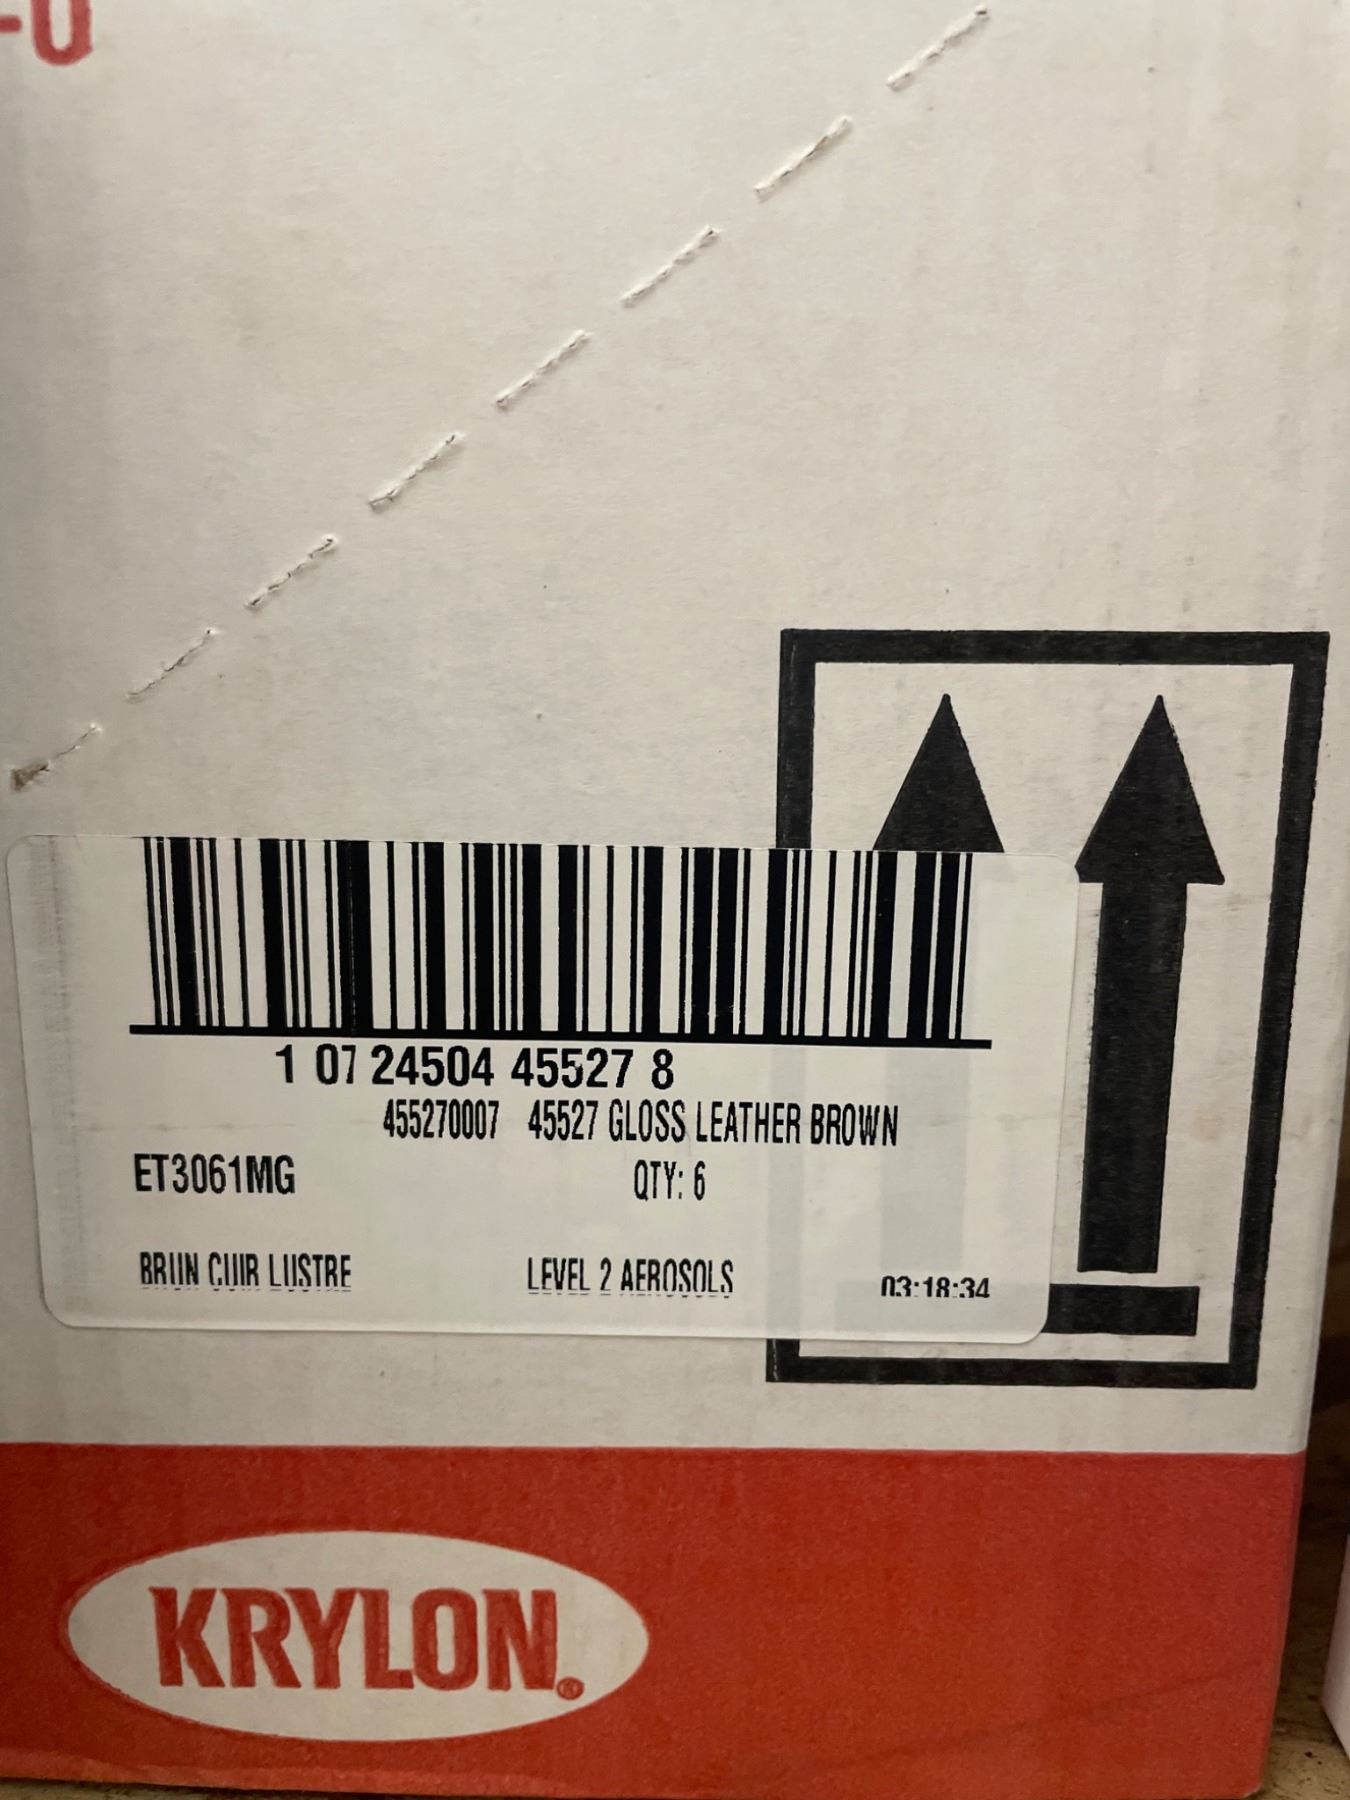 -U
1 07 24504 45527 8
455270007 45527 GLOSS LEATHER BROWN
ET3061MG QTY: 6
BRUN CUIR LUSTRE LEVEL 2 AEROSOLS 03:18:34
KRYLON®